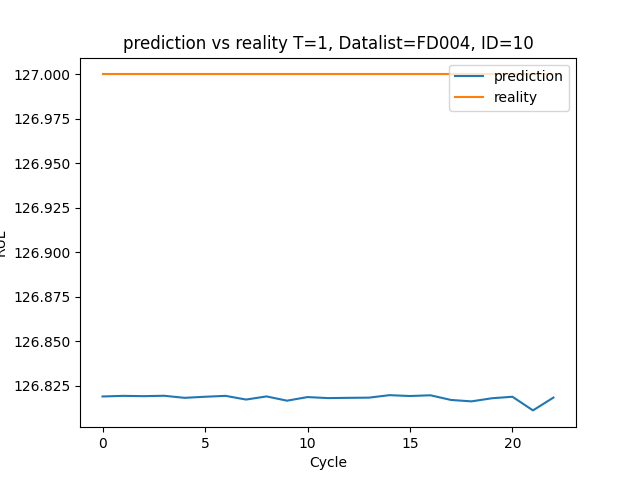 prediction vs reality T=1, Datalist=FD004, ID=10
127.000
126.975
126.950
126.925
126.900
126.875
126.850
126.825
RUL
prediction
reality
0 5 10 15 20
Cycle